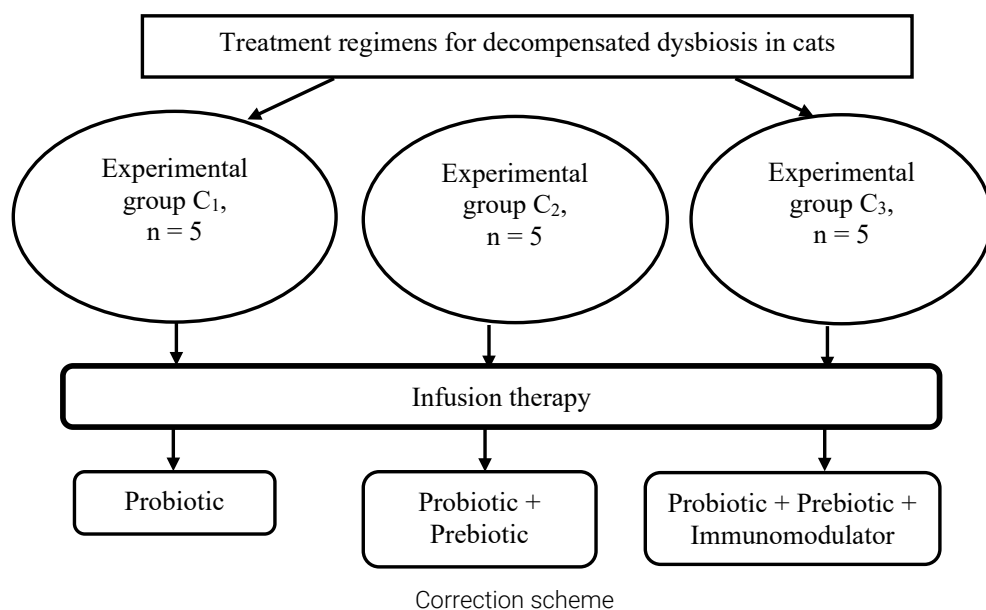 Treatment regimens for decompensated dysbiosis in cats
Experimental
group C₁,
n = 5
Experimental
group C₂,
n = 5
Experimental
group C₃,
n = 5
Infusion therapy
Probiotic
Probiotic +
Prebiotic
Probiotic + Prebiotic +
Immunomodulator
Correction scheme